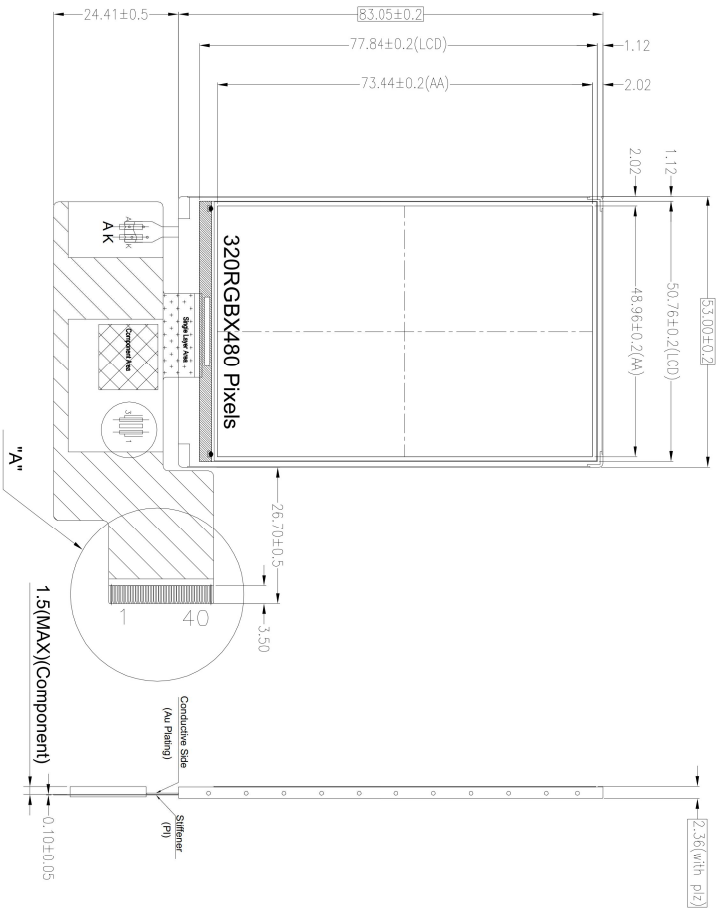 24.41±0.5
83.05±0.2
77.84±0.2(LCD)
1.12
73.44±0.2(AA)
2.02
1.12
2.02
53.00±0.2
50.76±0.2(LCD)
48.96±0.2(AA)
320RGBX480 Pixels
A
K
A K
Single Layer Area
Component Area
3
1
"A"
26.70±0.5
3.50
1
40
1.5(MAX)(Component)
Conductive Side
(Au Plating)
Stiffener
(PI)
0.10±0.05
2.36(with plz)